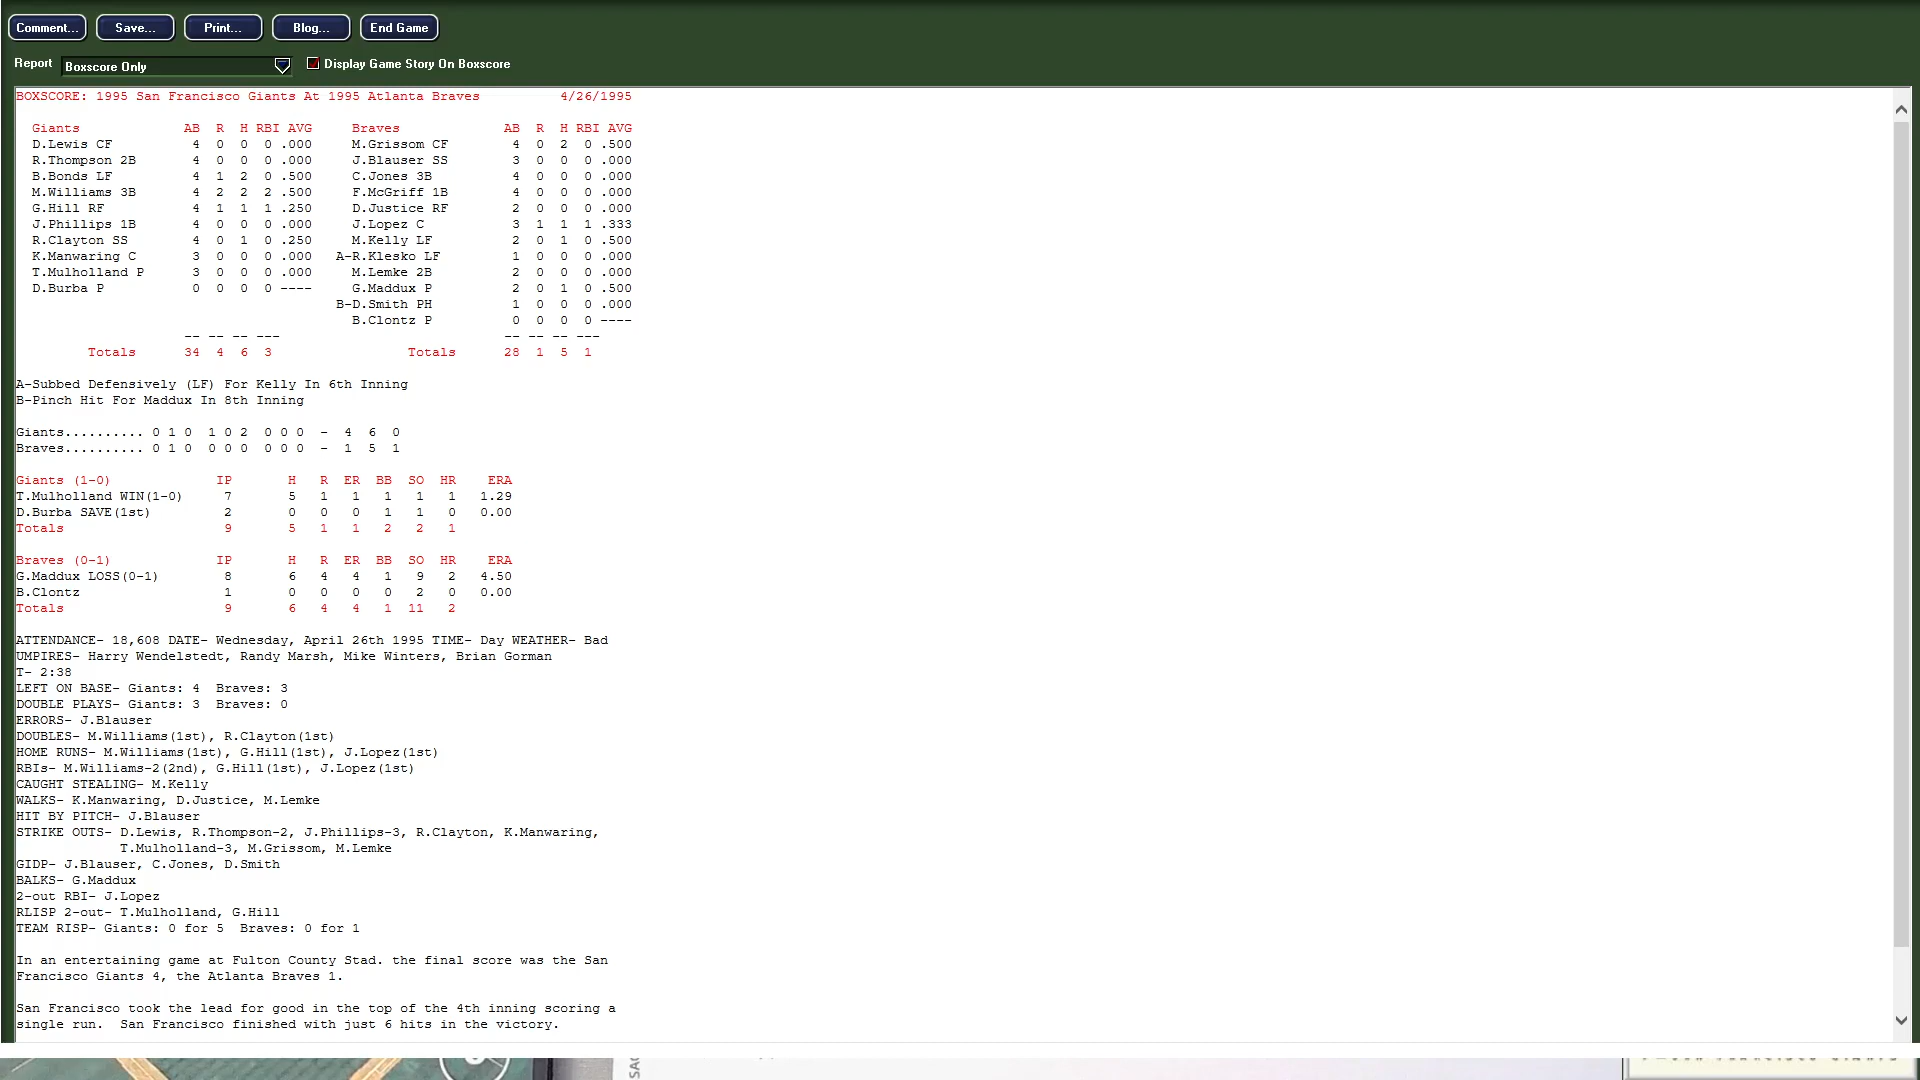 Comment...
Save...
Print...
Blog...
End Game
Report
Boxscore Only
Display Game Story On Boxscore
BOXSCORE: 1995 San Francisco Giants At 1995 Atlanta Braves 4/26/1995
Giants AB R H RBI AVG Braves AB R H RBI AVG
D.Lewis CF 4 0 0 0 .000 M.Grissom CF 4 0 2 0 .500
R.Thompson 2B 4 0 0 0 .000 J.Blauser SS 3 0 0 0 .000
B.Bonds LF 4 1 2 0 .500 C.Jones 3B 4 0 0 0 .000
M.Williams 3B 4 2 2 2 .500 F.McGriff 1B 4 0 0 0 .000
G.Hill RF 4 1 1 1 .250 D.Justice RF 2 0 0 0 .000
J.Phillips 1B 4 0 0 0 .000 J.Lopez C 3 1 1 1 .333
R.Clayton SS 4 0 1 0 .250 M.Kelly LF 2 0 1 0 .500
K.Manwaring C 3 0 0 0 .000 A-R.Klesko LF 1 0 0 0 .000
T.Mulholland P 3 0 0 0 .000 M.Lemke 2B 2 0 0 0 .000
D.Burba P 0 0 0 0 ---- G.Maddux P 2 0 1 0 .500
B-D.Smith PH 1 0 0 0 .000
B.Clontz P 0 0 0 0 ----
-- -- -- --- -- -- -- ---
Totals 34 4 6 3 Totals 28 1 5 1
A-Subbed Defensively (LF) For Kelly In 6th Inning
B-Pinch Hit For Maddux In 8th Inning
Giants.......... 0 1 0 1 0 2 0 0 0 - 4 6 0
Braves.......... 0 1 0 0 0 0 0 0 0 - 1 5 1
Giants (1-0) IP H R ER BB SO HR ERA
T.Mulholland WIN(1-0) 7 5 1 1 1 1 1 1.29
D.Burba SAVE(1st) 2 0 0 0 1 1 0 0.00
Totals 9 5 1 1 2 2 1
Braves (0-1) IP H R ER BB SO HR ERA
G.Maddux LOSS(0-1) 8 6 4 4 1 9 2 4.50
B.Clontz 1 0 0 0 0 2 0 0.00
Totals 9 6 4 4 1 11 2
ATTENDANCE- 18,608 DATE- Wednesday, April 26th 1995 TIME- Day WEATHER- Bad
UMPIRES- Harry Wendelstedt, Randy Marsh, Mike Winters, Brian Gorman
T- 2:38
LEFT ON BASE- Giants: 4 Braves: 3
DOUBLE PLAYS- Giants: 3 Braves: 0
ERRORS- J.Blauser
DOUBLES- M.Williams(1st), R.Clayton(1st)
HOME RUNS- M.Williams(1st), G.Hill(1st), J.Lopez(1st)
RBIs- M.Williams-2(2nd), G.Hill(1st), J.Lopez(1st)
CAUGHT STEALING- M.Kelly
WALKS- K.Manwaring, D.Justice, M.Lemke
HIT BY PITCH- J.Blauser
STRIKE OUTS- D.Lewis, R.Thompson-2, J.Phillips-3, R.Clayton, K.Manwaring,
T.Mulholland-3, M.Grissom, M.Lemke
GIDP- J.Blauser, C.Jones, D.Smith
BALKS- G.Maddux
2-out RBI- J.Lopez
RLISP 2-out- T.Mulholland, G.Hill
TEAM RISP- Giants: 0 for 5 Braves: 0 for 1
In an entertaining game at Fulton County Stad. the final score was the San
Francisco Giants 4, the Atlanta Braves 1.
San Francisco took the lead for good in the top of the 4th inning scoring a
single run. San Francisco finished with just 6 hits in the victory.